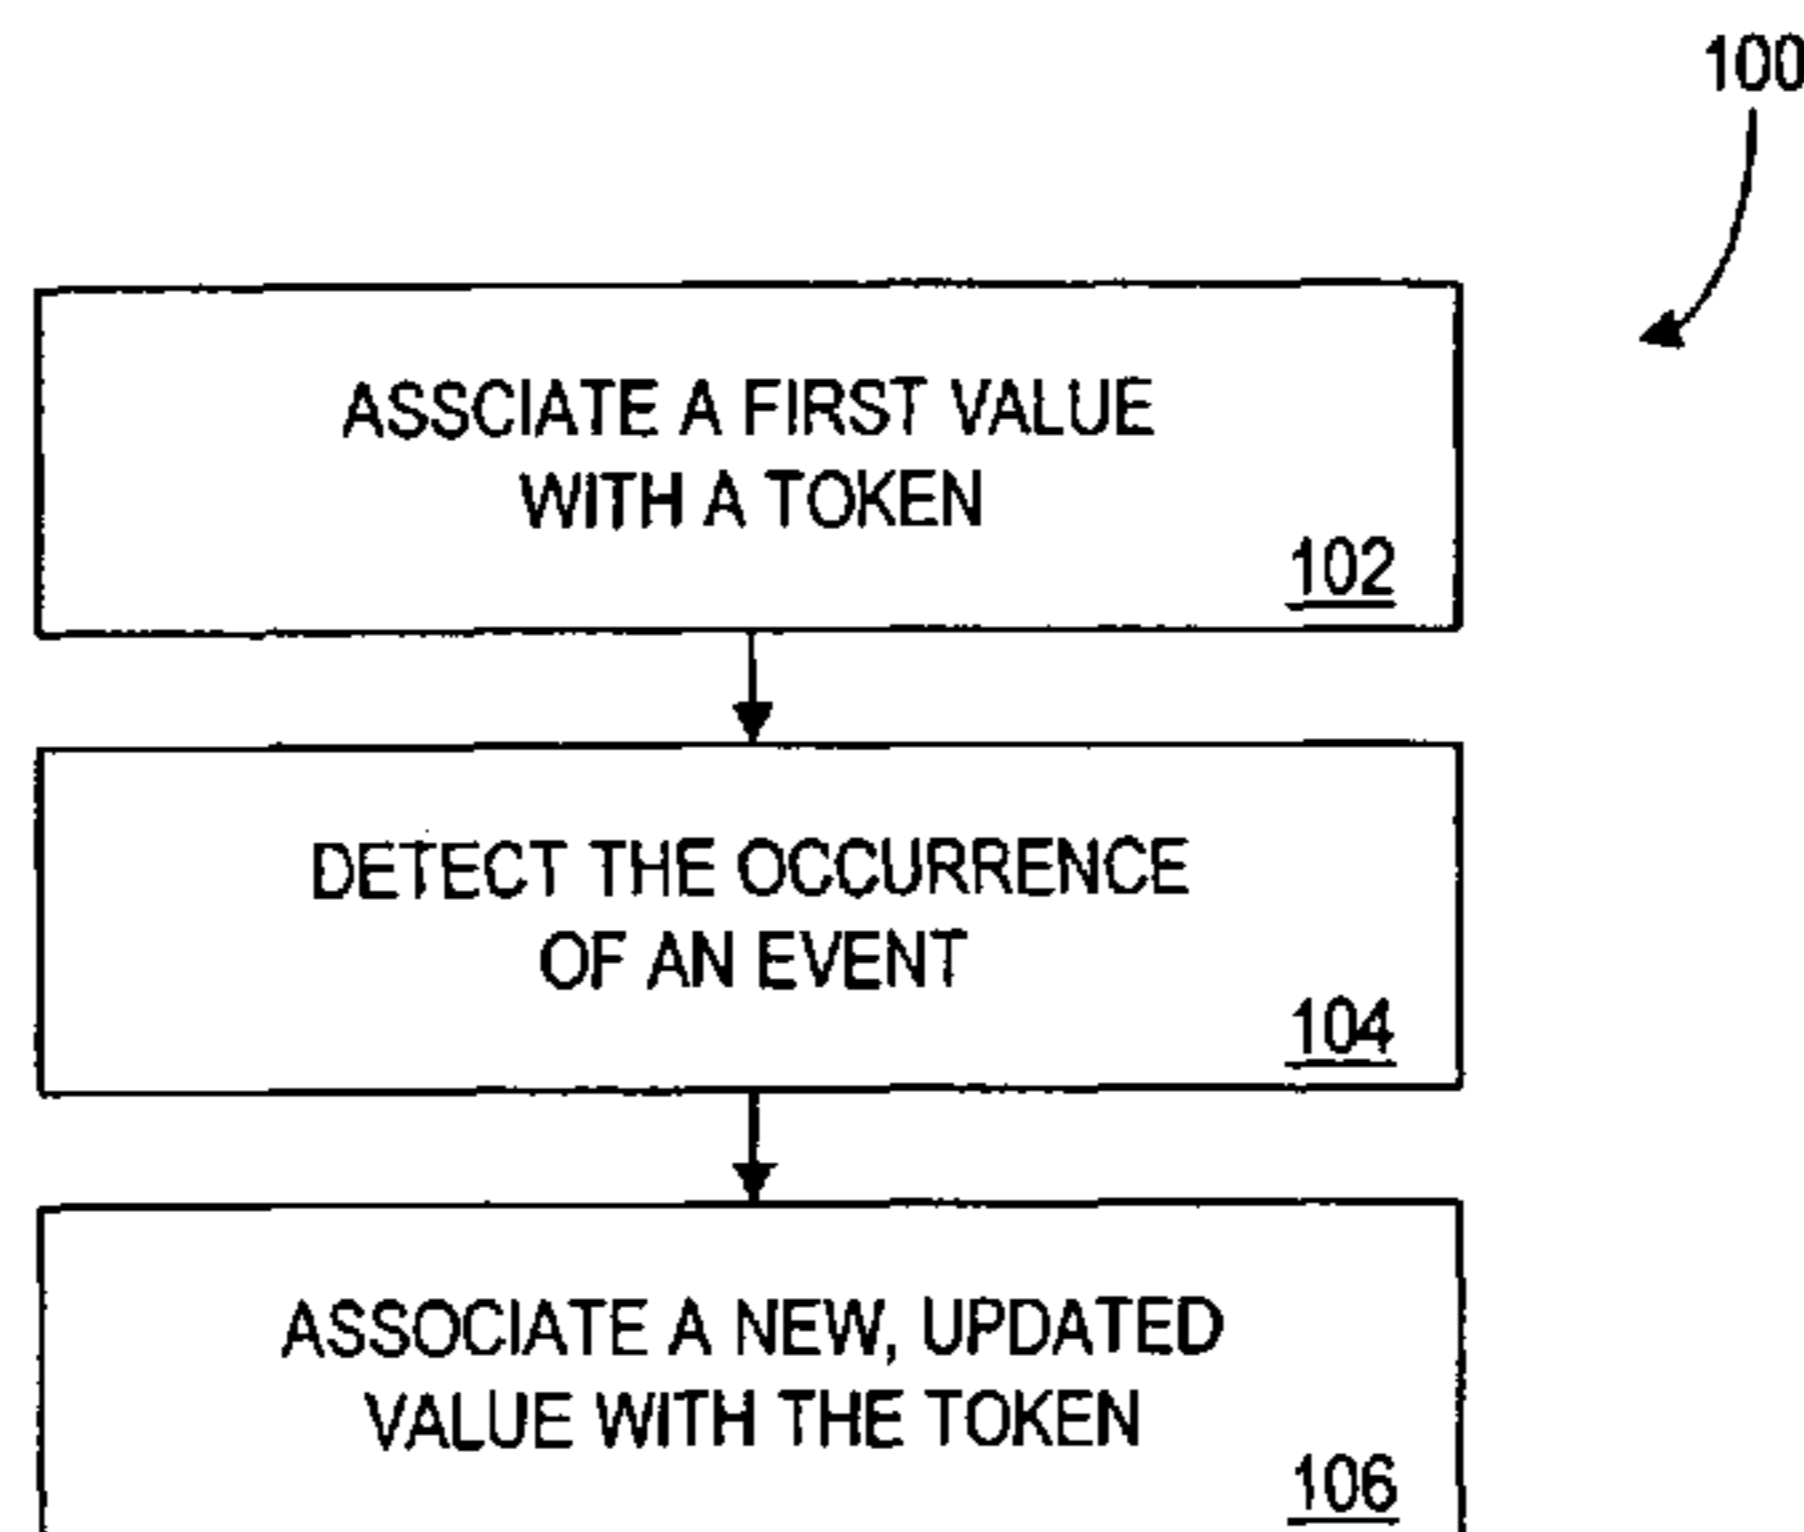 100
ASSCIATE A FIRST VALUE
WITH A TOKEN
102
DETECT THE OCCURRENCE
OF AN EVENT
104
ASSOCIATE A NEW, UPDATED
VALUE WITH THE TOKEN
106